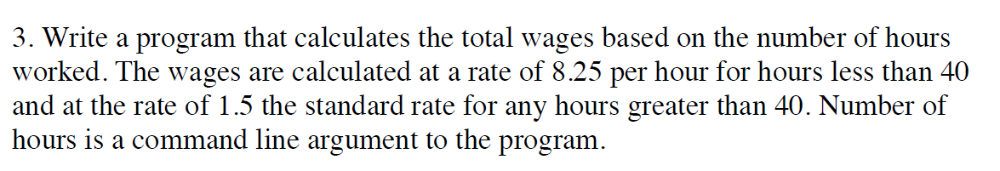 3. Write a program that calculates the total wages based on the number of hours
worked. The wages are calculated at a rate of 8.25 per hour for hours less than 40
and at the rate of 1.5 the standard rate for any hours greater than 40. Number of
hours is a command line argument to the program.